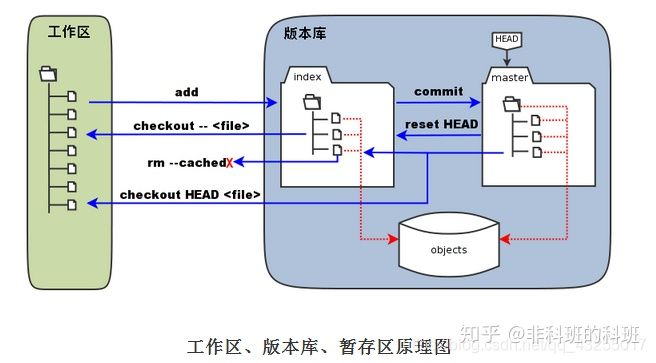 工作区
版本库
HEAD
index
master
add
commit
checkout -- <file>
reset HEAD
rm --cachedX
checkout HEAD <file>
objects
知乎 @非科班的科班
工作区、版本库、暂存区原理图